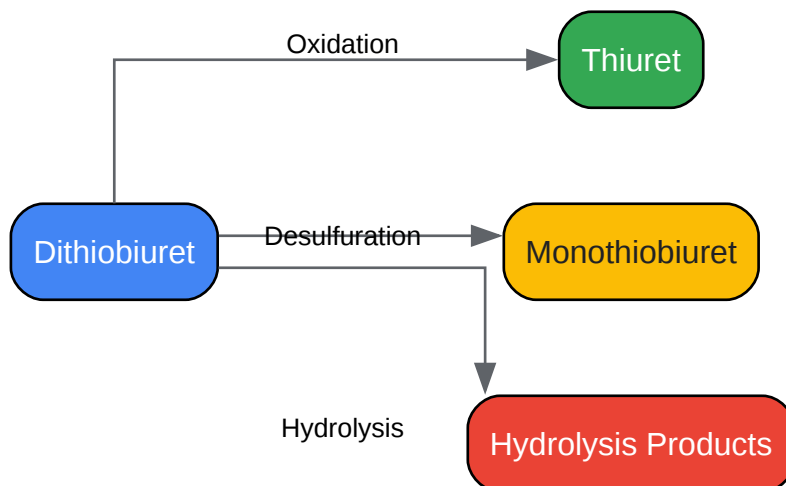 Oxidation
Thiuret
Dithiobiuret
Desulfuration
Monothiobiuret
Hydrolysis
Hydrolysis Products